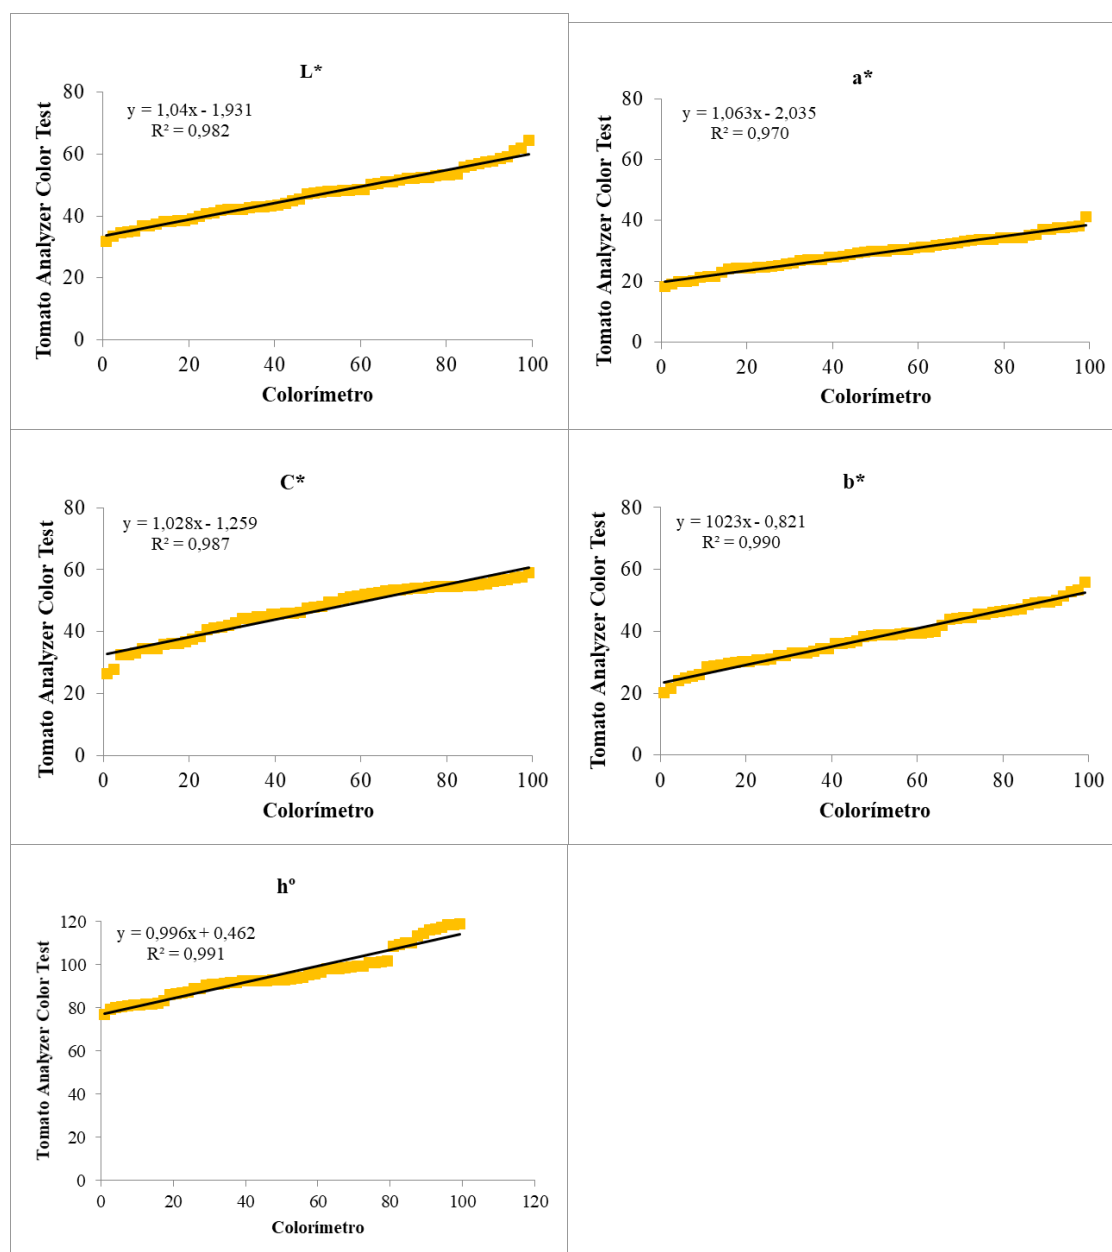 L*
y = 1,04x - 1,931
R² = 0,982
80
60
40
20
0
0 20 40 60 80 100
Tomato Analyzer Color Test
Colorímetro
a*
y = 1,063x - 2,035
R² = 0,970
80
60
40
20
0
0 20 40 60 80 100
Tomato Analyzer Color Test
Colorímetro
C*
y = 1,028x - 1,259
R² = 0,987
80
60
40
20
0
0 20 40 60 80 100
Tomato Analyzer Color Test
Colorímetro
b*
y = 1023x - 0,821
R² = 0,990
80
60
40
20
0
0 20 40 60 80 100
Tomato Analyzer Color Test
Colorímetro
hº
y = 0,996x + 0,462
R² = 0,991
120
100
80
60
40
20
0
0 20 40 60 80 100 120
Tomato Analyzer Color Test
Colorímetro